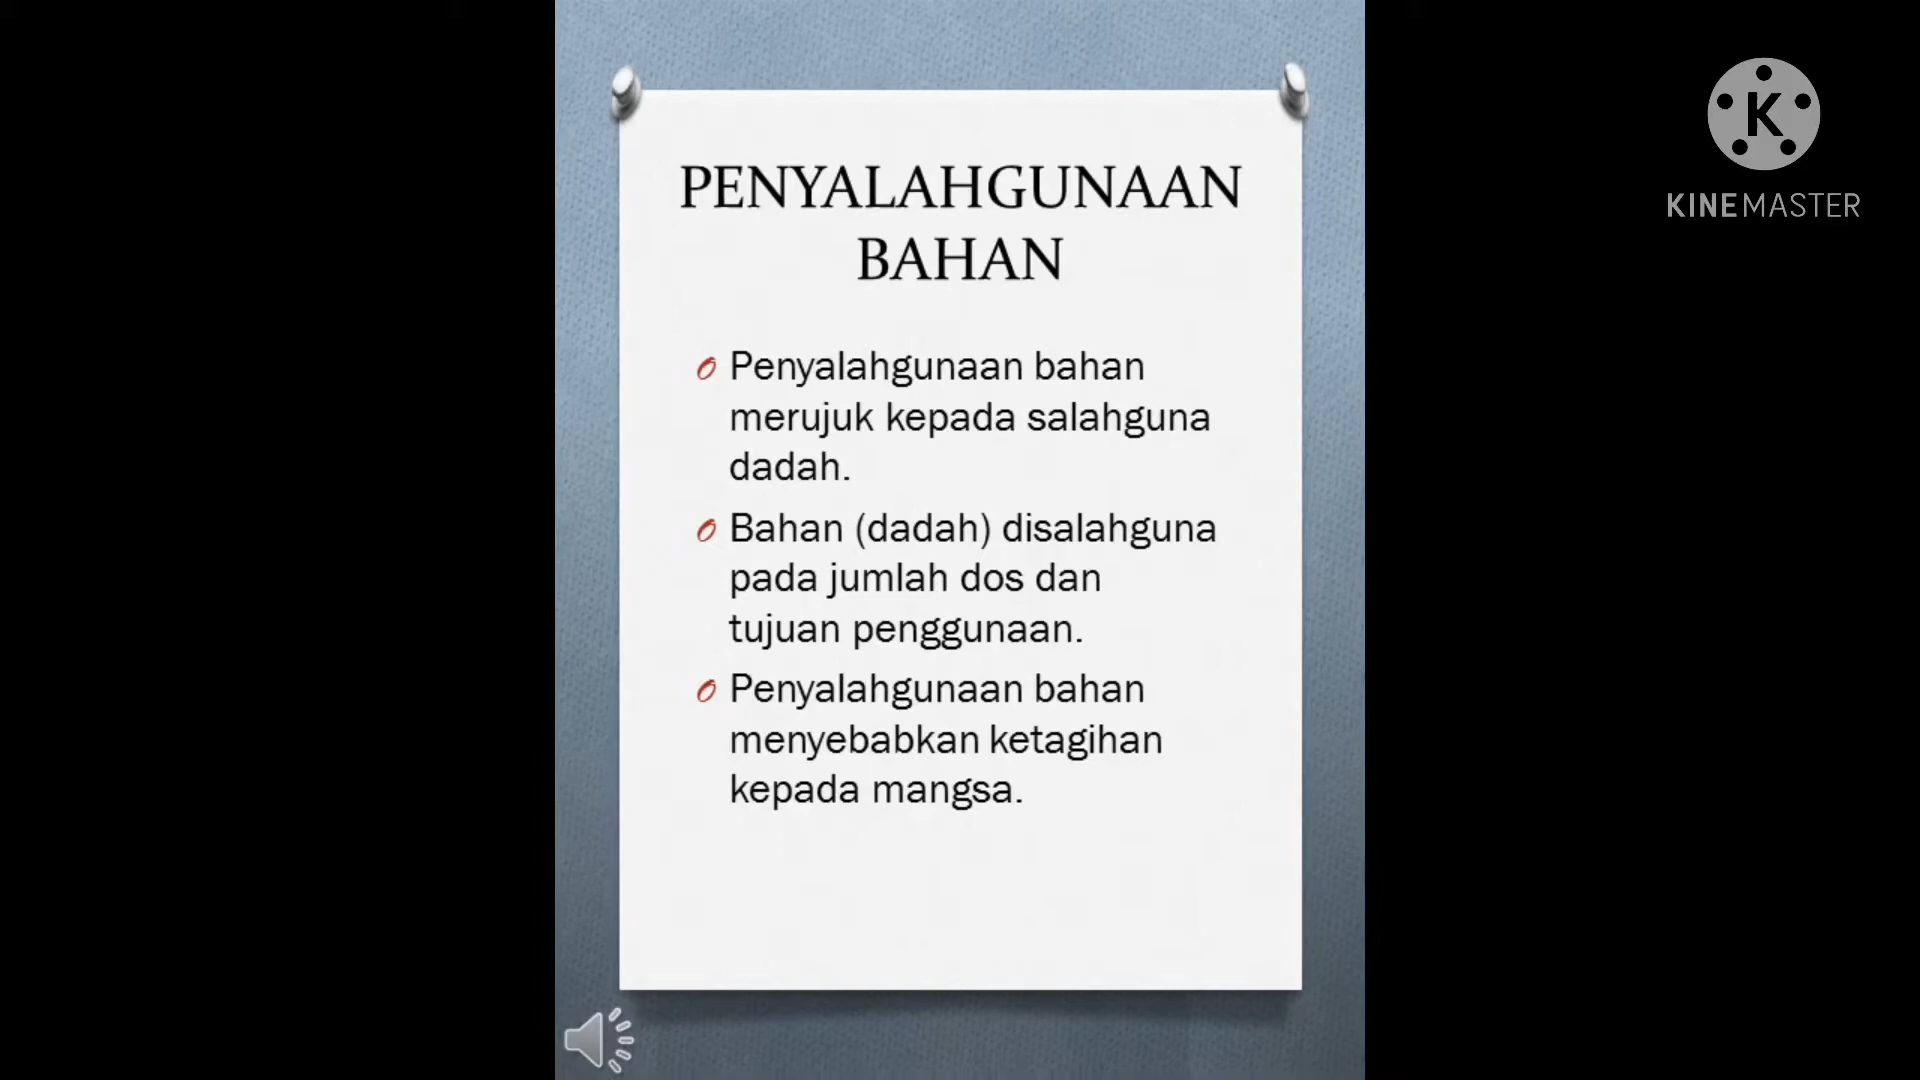 PENYALAHGUNAAN
BAHAN
Penyalahgunaan bahan
merujuk kepada salahguna
dadah.
Bahan (dadah) disalahguna
pada jumlah dos dan
tujuan penggunaan.
Penyalahgunaan bahan
menyebabkan ketagihan
kepada mangsa.
K
KINEMASTER